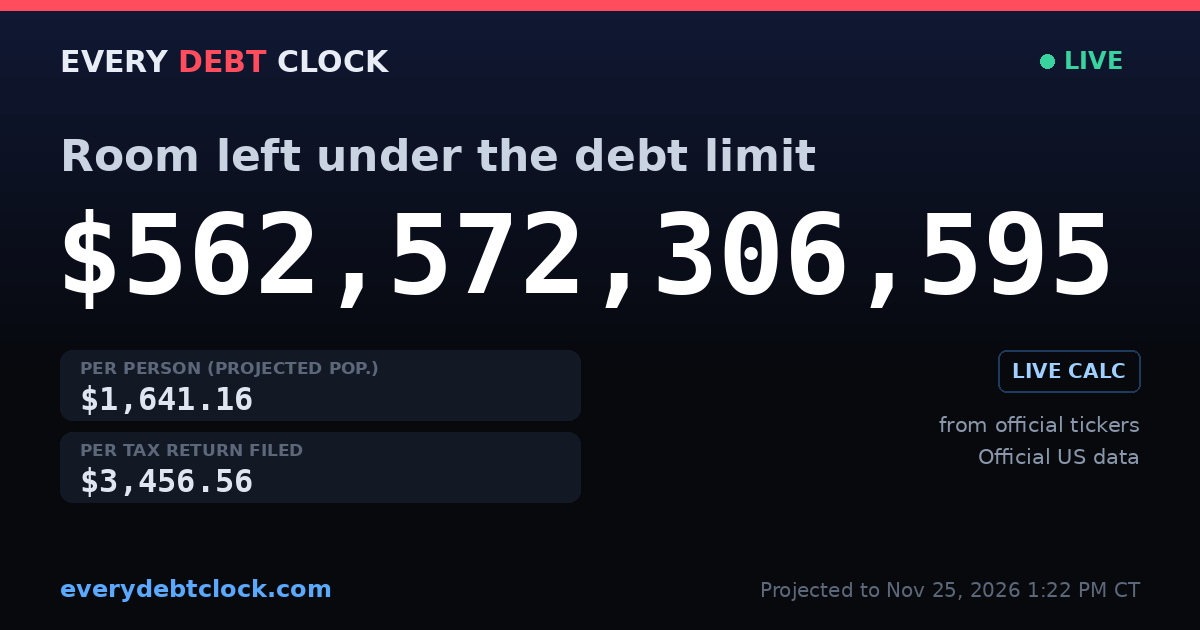 EVERY DEBT CLOCK
LIVE
Room left under the debt limit
$562,572,306,595
PER PERSON (PROJECTED POP.)
$1,641.16
PER TAX RETURN FILED
$3,456.56
LIVE CALC
from official tickers
Official US data
everydebtclock.com
Projected to Nov 25, 2026 1:22 PM CT